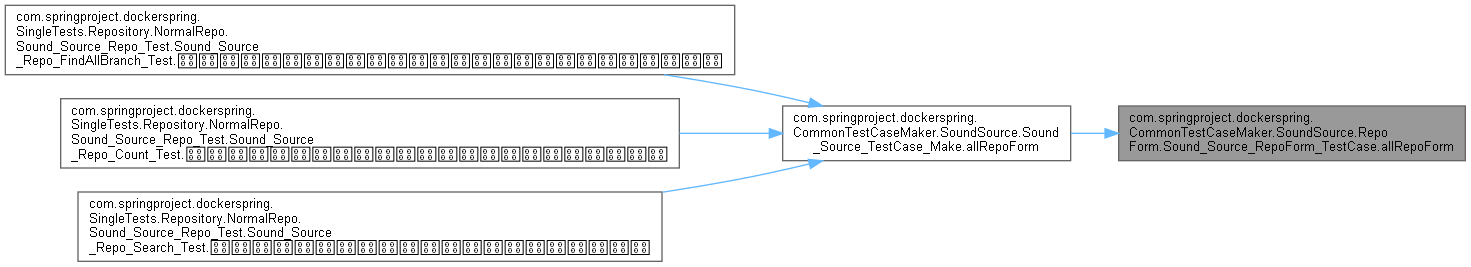 com.springproject.dockerspring.
SingleTests.Repository.NormalRepo.
Sound_Source_Repo_Test.Sound_Source
_Repo_FindAllBranch_Test.
com.springproject.dockerspring.
SingleTests.Repository.NormalRepo.
Sound_Source_Repo_Test.Sound_Source
_Repo_Count_Test.
com.springproject.dockerspring.
SingleTests.Repository.NormalRepo.
Sound_Source_Repo_Test.Sound_Source
_Repo_Search_Test.
com.springproject.dockerspring.
CommonTestCaseMaker.SoundSource.Sound
_Source_TestCase_Make.allRepoForm
com.springproject.dockerspring.
CommonTestCaseMaker.SoundSource.Repo
Form.Sound_Source_RepoForm_TestCase.allRepoForm